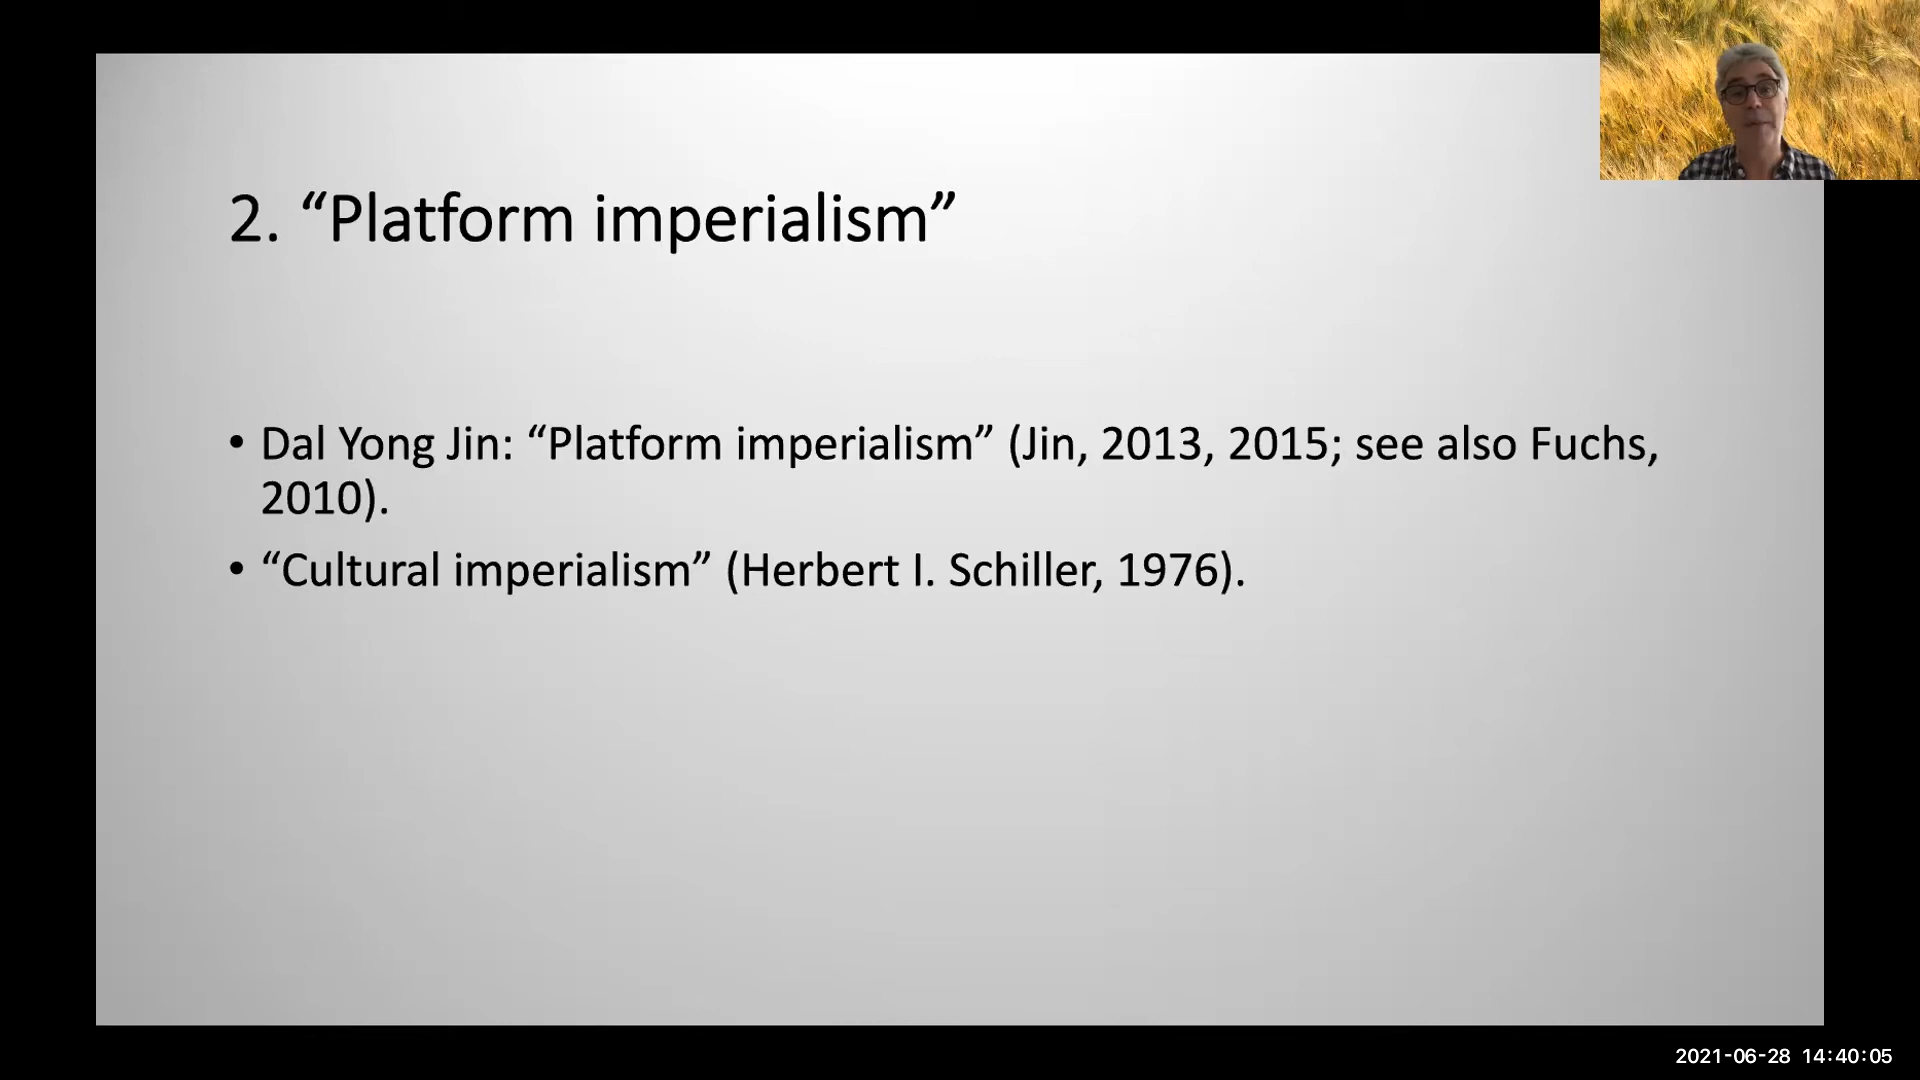 2. “Platform imperialism”
• Dal Yong Jin: “Platform imperialism” (Jin, 2013, 2015; see also Fuchs,
2010).
• “Cultural imperialism” (Herbert I. Schiller, 1976).
2021-06-28 14:40:05